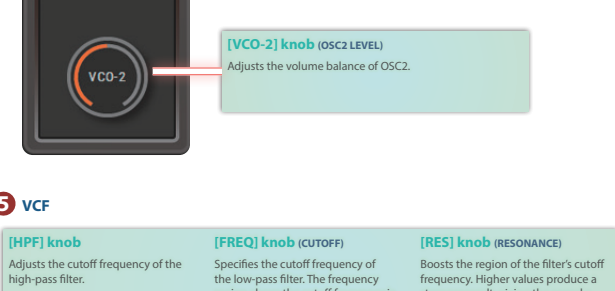 [VCO-2] knob (OSC2 LEVEL)
Adjusts the volume balance of OSC2.
VCO-2
5 VCF
[HPF] knob
Adjusts the cutoff frequency of the
high-pass filter.
[FREQ] knob (CUTOFF)
Specifies the cutoff frequency of
the low-pass filter. The frequency
[RES] knob (RESONANCE)
Boosts the region of the filter's cutoff
frequency. Higher values produce a